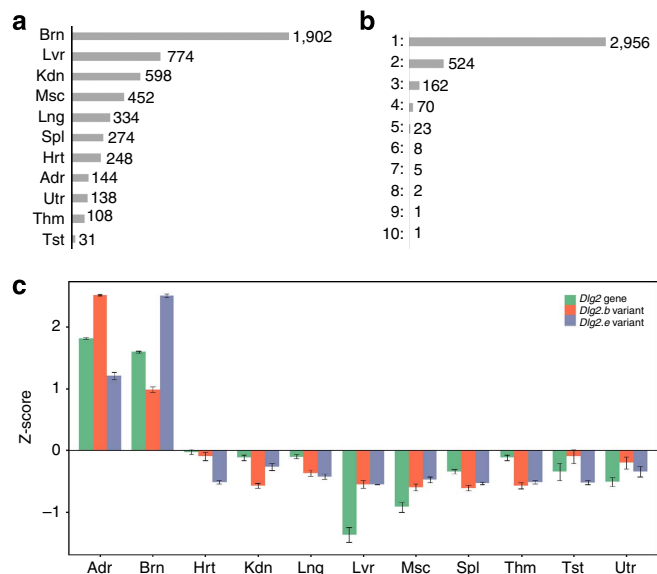 a
Brn 1,902
Lvr 774
Kdn 598
Msc 452
Lng 334
Spl 274
Hrt 248
Adr 144
Utr 138
Thm 108
Tst 31
b
1: 2,956
2: 524
3: 162
4: 70
5: 23
6: 8
7: 5
8: 2
9: 1
10: 1
c
Dlg2 gene
Dlg2.b variant
Dlg2.e variant
Z-score
2
1
0
−1
Adr Brn Hrt Kdn Lng Lvr Msc Spl Thm Tst Utr